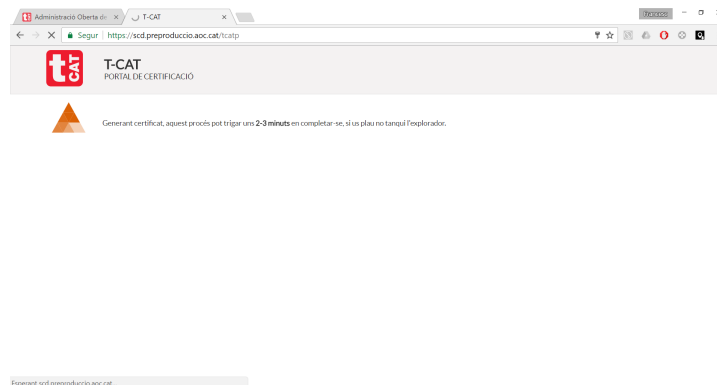 Administració Oberta de
T-CAT
Segur
https://scd.preproduccio.aoc.cat/tcatp
t CAT
T-CAT
PORTAL DE CERTIFICACIÓ
Generant certificat, aquest procés pot trigar uns 2-3 minuts en completar-se, si us plau no tanqui l'explorador.
Esperant scd.preproduccio.aoc.cat...